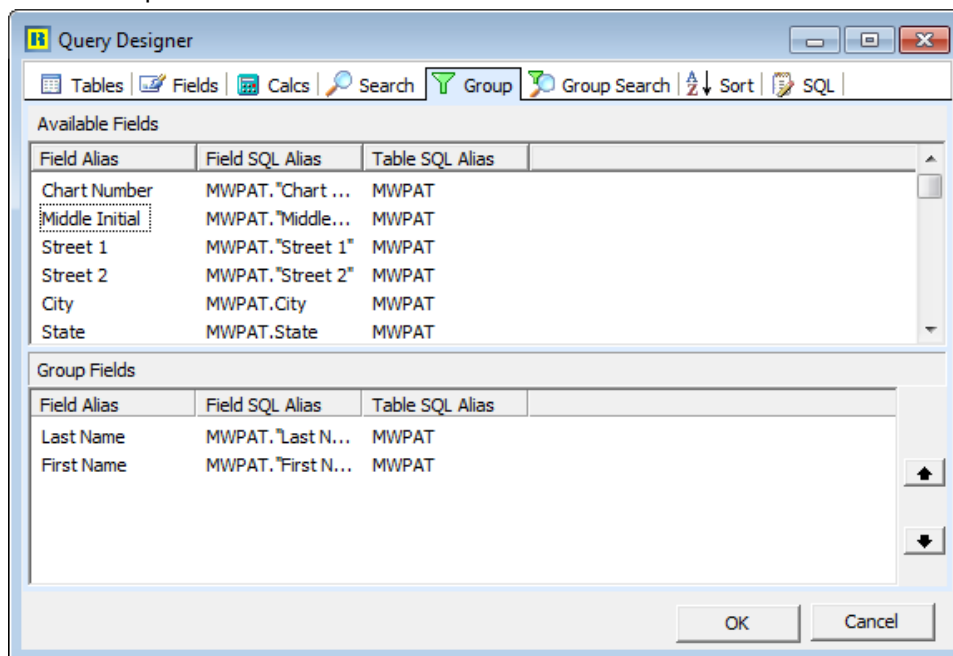 Query Designer
Tables Fields Calcs Search Group Group Search Sort SQL
Available Fields
Field Alias Field SQL Alias Table SQL Alias
Chart Number MWPAT."Chart ... MWPAT
Middle Initial MWPAT."Middle... MWPAT
Street 1 MWPAT."Street 1" MWPAT
Street 2 MWPAT."Street 2" MWPAT
City MWPAT.City MWPAT
State MWPAT.State MWPAT
Group Fields
Field Alias Field SQL Alias Table SQL Alias
Last Name MWPAT."Last N... MWPAT
First Name MWPAT."First N... MWPAT
OK Cancel